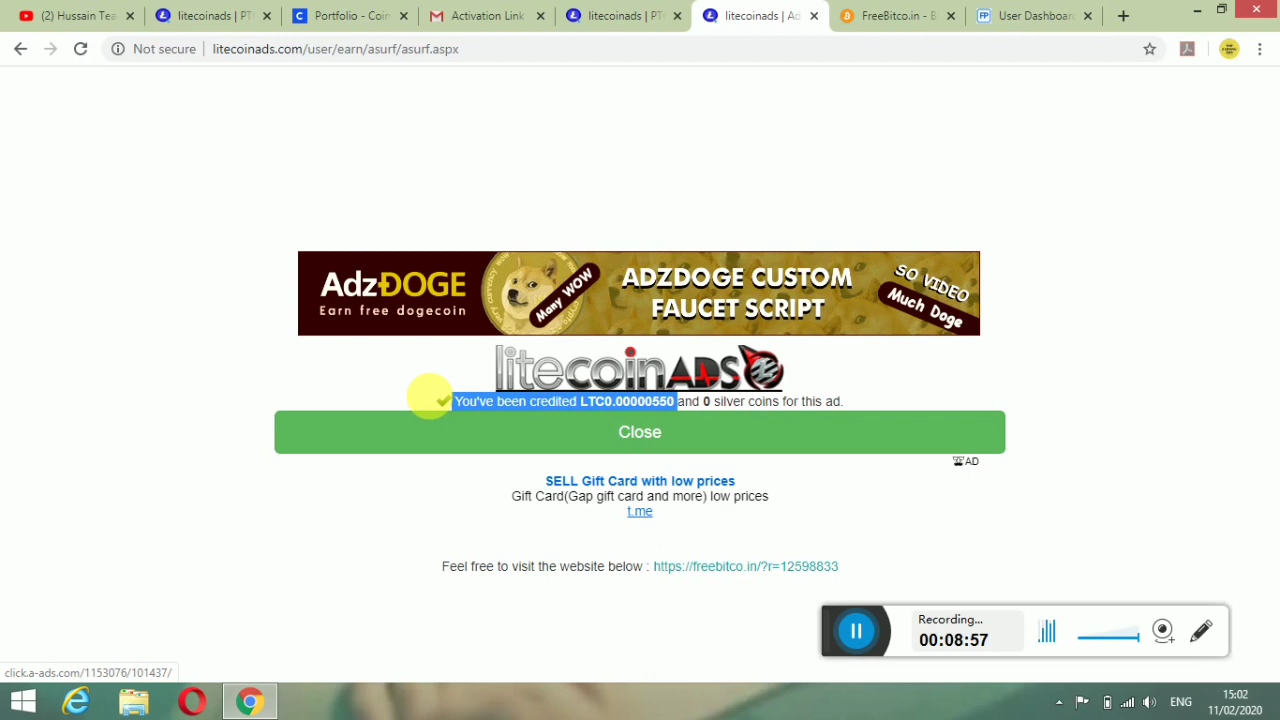 (2) Hussain Tea
litecoinads | PT
Portfolio - Coin
Activation Link
litecoinads | PT
litecoinads | Ad
FreeBitco.in - B
User Dashboard
Not secure
litecoinads.com/user/earn/asurf/asurf.aspx
AdzDOGE
Earn free dogecoin
Many WOW
ADZDOGE CUSTOM
FAUCET SCRIPT
SO VIDEO
Much Doge
litecoinADS
You've been credited LTC0.00000550 and 0 silver coins for this ad.
Close
AD
SELL Gift Card with low prices
Gift Card(Gap gift card and more) low prices
t.me
Feel free to visit the website below : https://freebitco.in/?r=12598833
Recording...
00:08:57
click.a-ads.com/1153076/101437/
ENG
15:02
11/02/2020